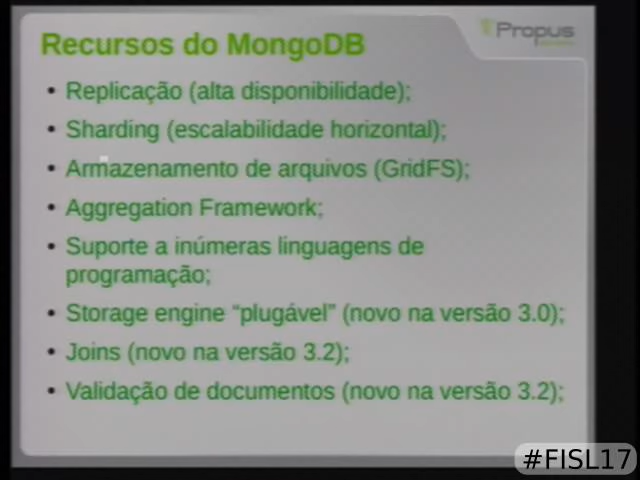 Recursos do MongoDB
Propus
• Replicação (alta disponibilidade);
• Sharding (escalabilidade horizontal);
• Armazenamento de arquivos (GridFS);
• Aggregation Framework;
• Suporte a inúmeras linguagens de
programação;
• Storage engine “plugável” (novo na versão 3.0);
• Joins (novo na versão 3.2);
• Validação de documentos (novo na versão 3.2);
#FISL17